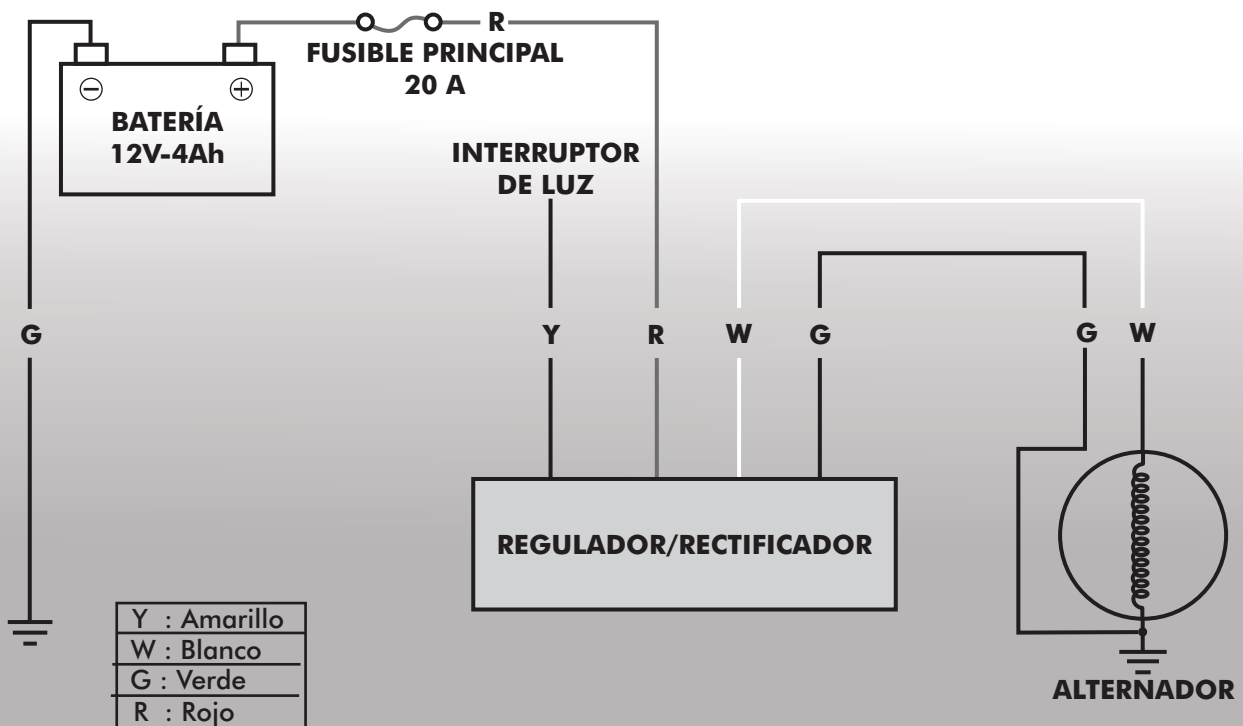 R
FUSIBLE PRINCIPAL
20 A
BATERÍA
12V-4Ah
INTERRUPTOR
DE LUZ
G
Y
R
W
G
G
W
REGULADOR/RECTIFICADOR
Y : Amarillo
W : Blanco
G : Verde
R : Rojo
ALTERNADOR